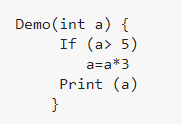 Demo(int a) {
If (a> 5)
a=a*3
Print (a)
}